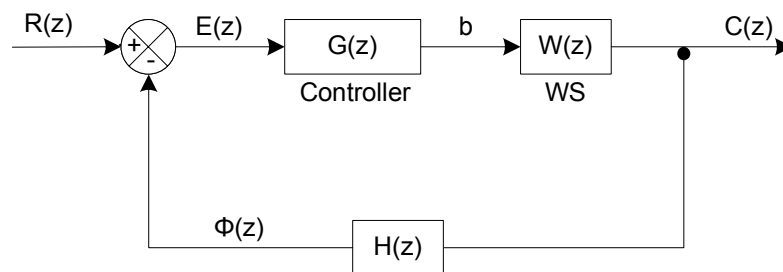 R(z)
+
-
E(z)
G(z)
Controller
b
W(z)
WS
C(z)
Φ(z)
H(z)